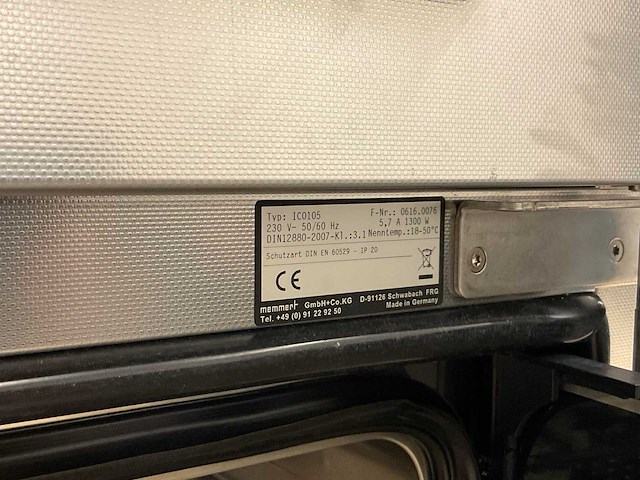 Typ: ICO105 F-Nr.: 0616.0076
230 V~ 50/60 Hz 5,7 A 1300 W
DIN12880-2007-Kl.:3.1 Nenntemp.:18-50°C
Schutzart DIN EN 60529 - IP 20
CE
memmert GmbH+Co.KG D-91126 Schwabach FRG
Tel. +49 (0) 91 22 92 50 Made in Germany